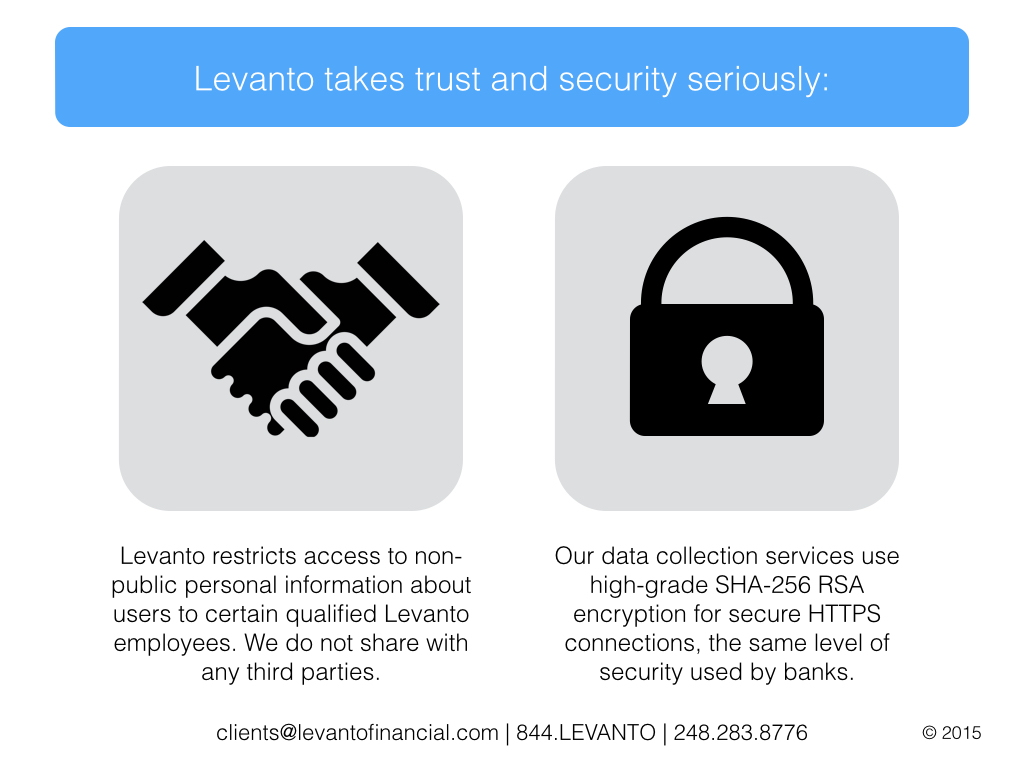 Levanto takes trust and security seriously:
Levanto restricts access to non-
public personal information about
users to certain qualified Levanto
employees. We do not share with
any third parties.
Our data collection services use
high-grade SHA-256 RSA
encryption for secure HTTPS
connections, the same level of
security used by banks.
clients@levantofinancial.com | 844.LEVANTO | 248.283.8776
© 2015